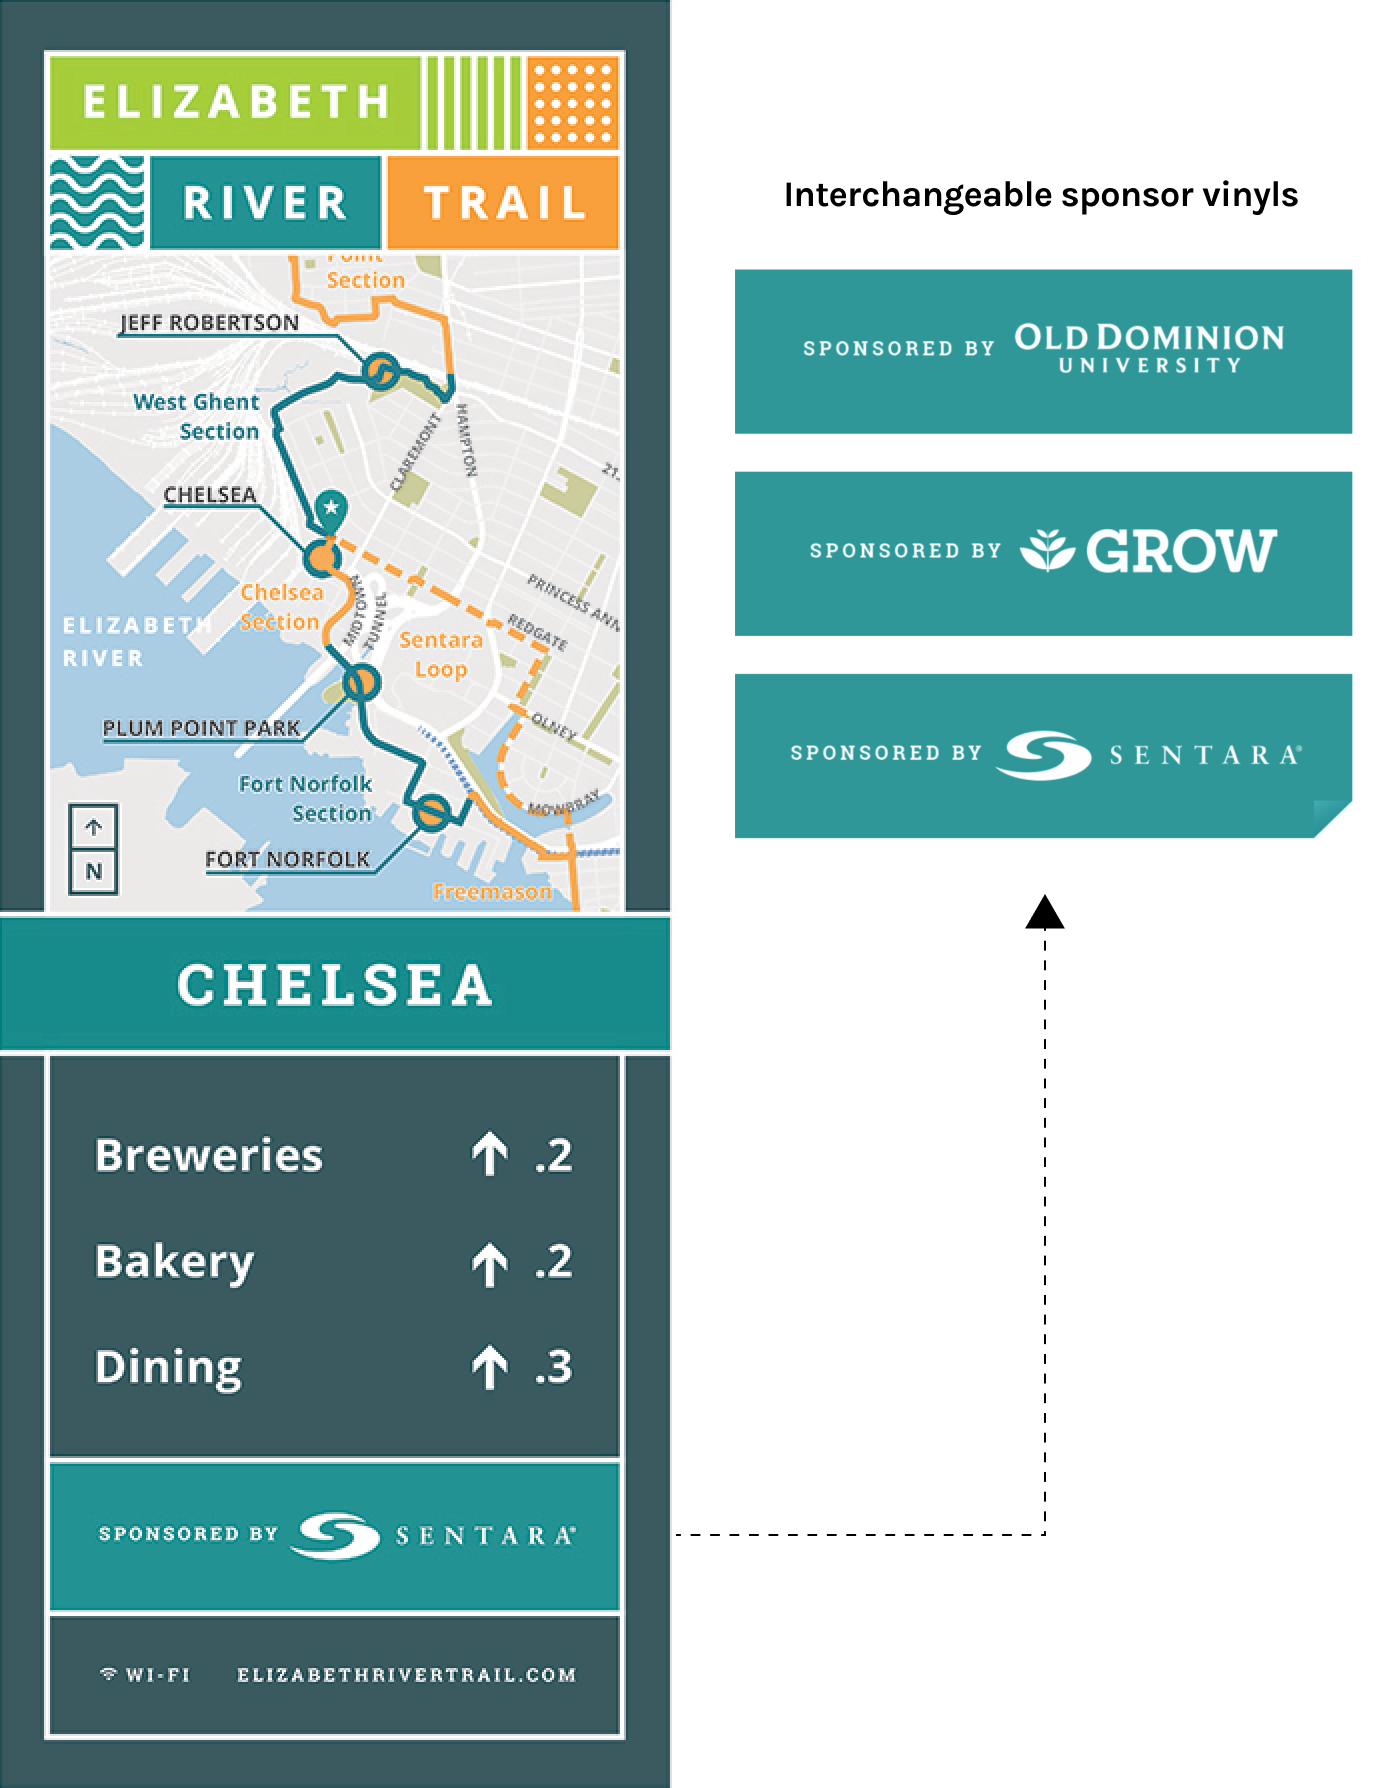 ELIZABETH
RIVER TRAIL
Point
Section
JEFF ROBERTSON
West Ghent
Section
CLAREMONT
HAMPTON
21
CHELSEA
Chelsea
Section
MIDTOWN
TUNNEL
PRINCESS ANN
REDGATE
ELIZABETH
RIVER
Sentara
Loop
PLUM POINT PARK
OLNEY
Fort Norfolk
Section
MOWBRAY
FORT NORFOLK
Freemason
N
CHELSEA
Breweries .2
Bakery .2
Dining .3
SPONSORED BY SENTARA®
WI-FI ELIZABETHRIVERTRAIL.COM
Interchangeable sponsor vinyls
SPONSORED BY OLD DOMINION
UNIVERSITY
SPONSORED BY GROW
SPONSORED BY SENTARA®